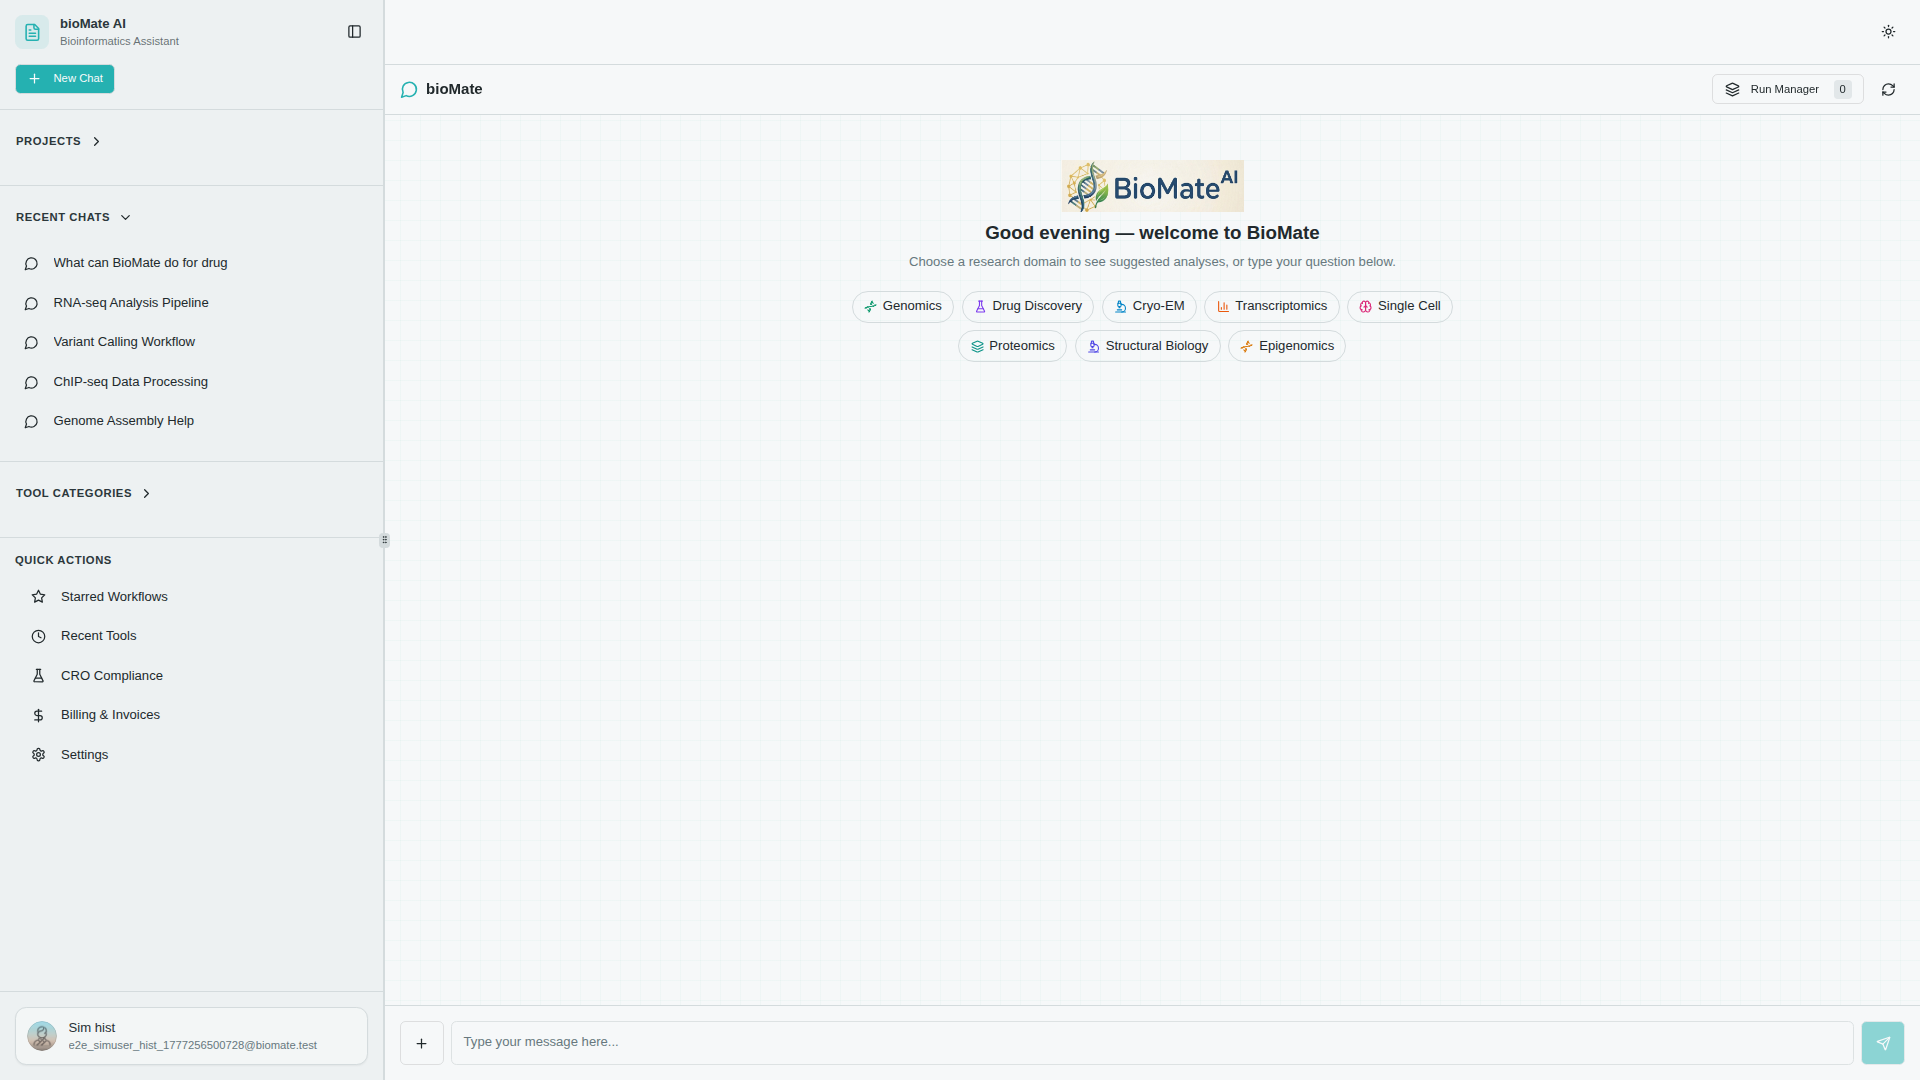 bioMate AI
Bioinformatics Assistant
New Chat
PROJECTS
RECENT CHATS
What can BioMate do for drug
RNA-seq Analysis Pipeline
Variant Calling Workflow
ChIP-seq Data Processing
Genome Assembly Help
TOOL CATEGORIES
QUICK ACTIONS
Starred Workflows
Recent Tools
CRO Compliance
Billing & Invoices
Settings
Sim hist
e2e_simuser_hist_1777256500728@biomate.test
bioMate
Run Manager 0
BioMate AI
Good evening — welcome to BioMate
Choose a research domain to see suggested analyses, or type your question below.
Genomics Drug Discovery Cryo-EM Transcriptomics Single Cell
Proteomics Structural Biology Epigenomics
Type your message here...